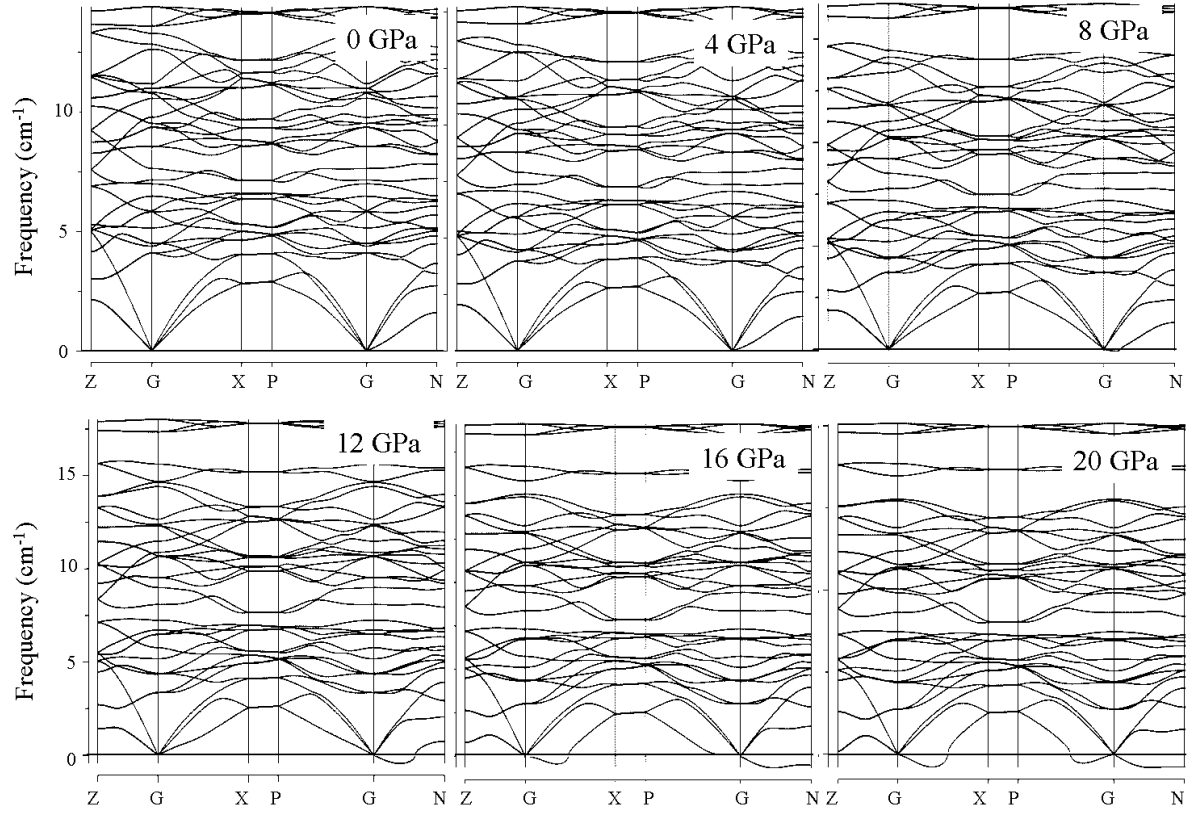 0 GPa
4 GPa
8 GPa
Frequency (cm-1)
10
5
0
Z G X P G N
Z G X P G N
Z G X P G N
12 GPa
16 GPa
20 GPa
Frequency (cm-1)
15
10
5
0
Z G X P G N
Z G X P G N
Z G X P G N